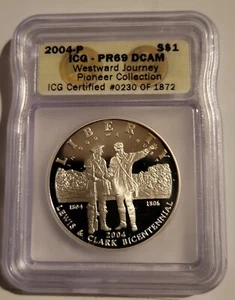 2004-P S$1
ICG - PR69 DCAM
Westward Journey
Pioneer Collection
ICG Certified #0230 OF 1872
LIBERTY
1804 1806
2004
LEWIS & CLARK BICENTENNIAL